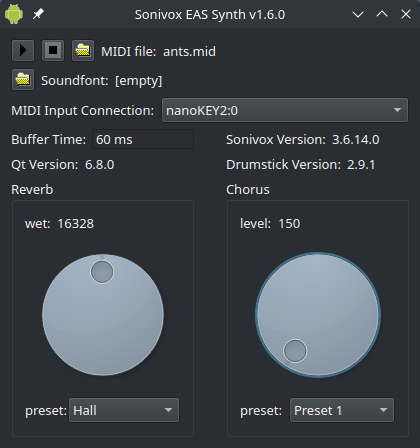 Sonivox EAS Synth v1.6.0
MIDI file: ants.mid
Soundfont: [empty]
MIDI Input Connection: nanoKEY2:0
Buffer Time: 60 ms Sonivox Version: 3.6.14.0
Qt Version: 6.8.0 Drumstick Version: 2.9.1
Reverb Chorus
wet: 16328 level: 150
preset: Hall preset: Preset 1